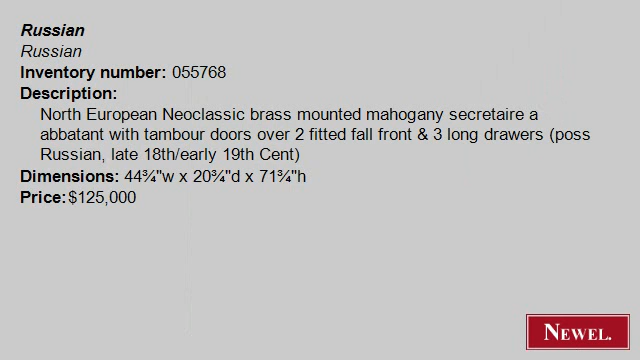 Russian
Russian
Inventory number: 055768
Description:
North European Neoclassic brass mounted mahogany secretaire a
abbatant with tambour doors over 2 fitted fall front & 3 long drawers (poss
Russian, late 18th/early 19th Cent)
Dimensions: 44¾"w x 20¾"d x 71¾"h
Price:$125,000
NEWEL.